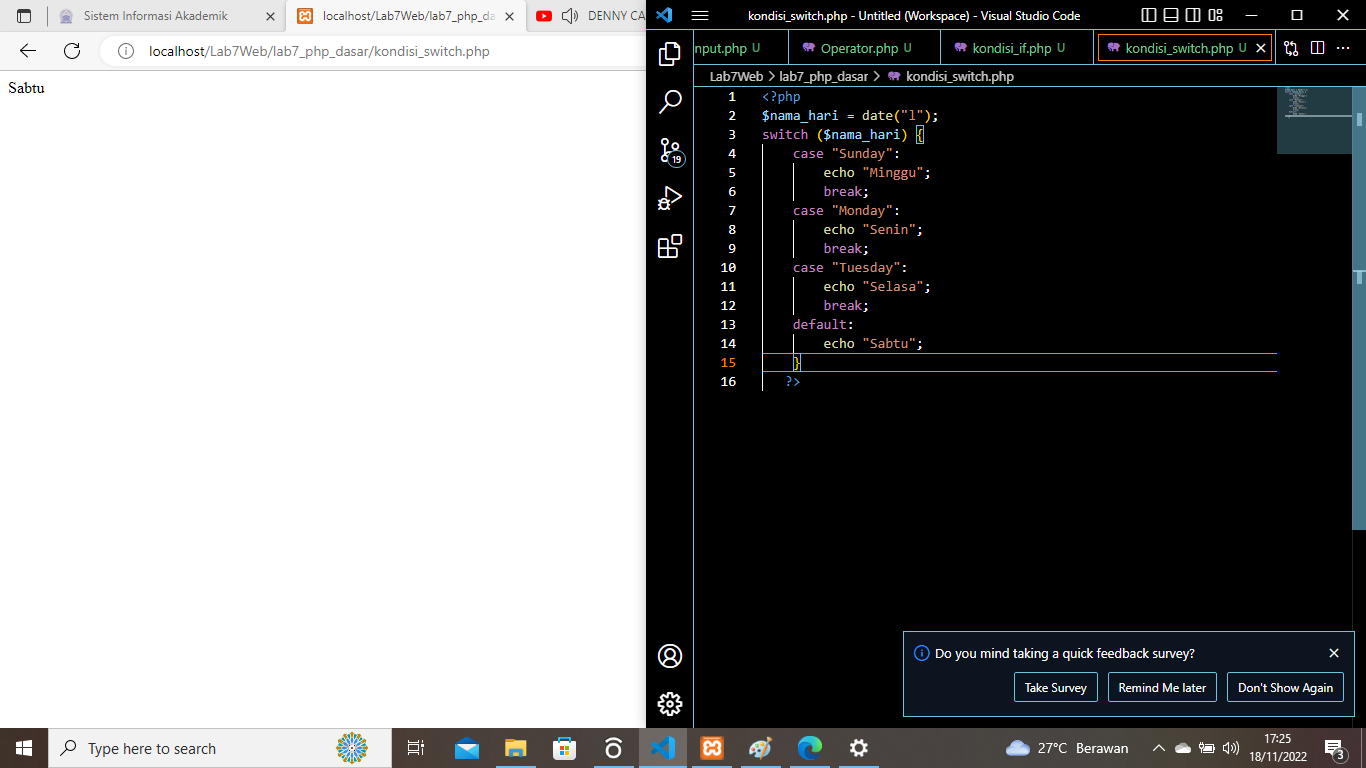 Sistem Informasi Akademik
localhost/Lab7Web/lab7_php_da
DENNY CA
localhost/Lab7Web/lab7_php_dasar/kondisi_switch.php
Sabtu
kondisi_switch.php - Untitled (Workspace) - Visual Studio Code
nput.php U
Operator.php U
kondisi_if.php U
kondisi_switch.php U
Lab7Web > lab7_php_dasar > kondisi_switch.php
19
1 <?php
2 $nama_hari = date("l");
3 switch ($nama_hari) {
4 case "Sunday":
5 echo "Minggu";
6 break;
7 case "Monday":
8 echo "Senin";
9 break;
10 case "Tuesday":
11 echo "Selasa";
12 break;
13 default:
14 echo "Sabtu";
15 }
16 ?>
Do you mind taking a quick feedback survey?
Take Survey
Remind Me later
Don't Show Again
Type here to search
27°C Berawan
17:25
18/11/2022
3